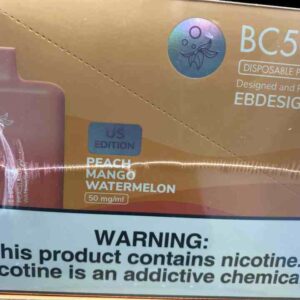 BC5
DISPOSABLE P
Designed and
EBDESIG
US
EDITION
PEACH
MANGO
WATERMELON
50 mg/ml
WARNING:
his product contains nicotine.
cotine is an addictive chemica